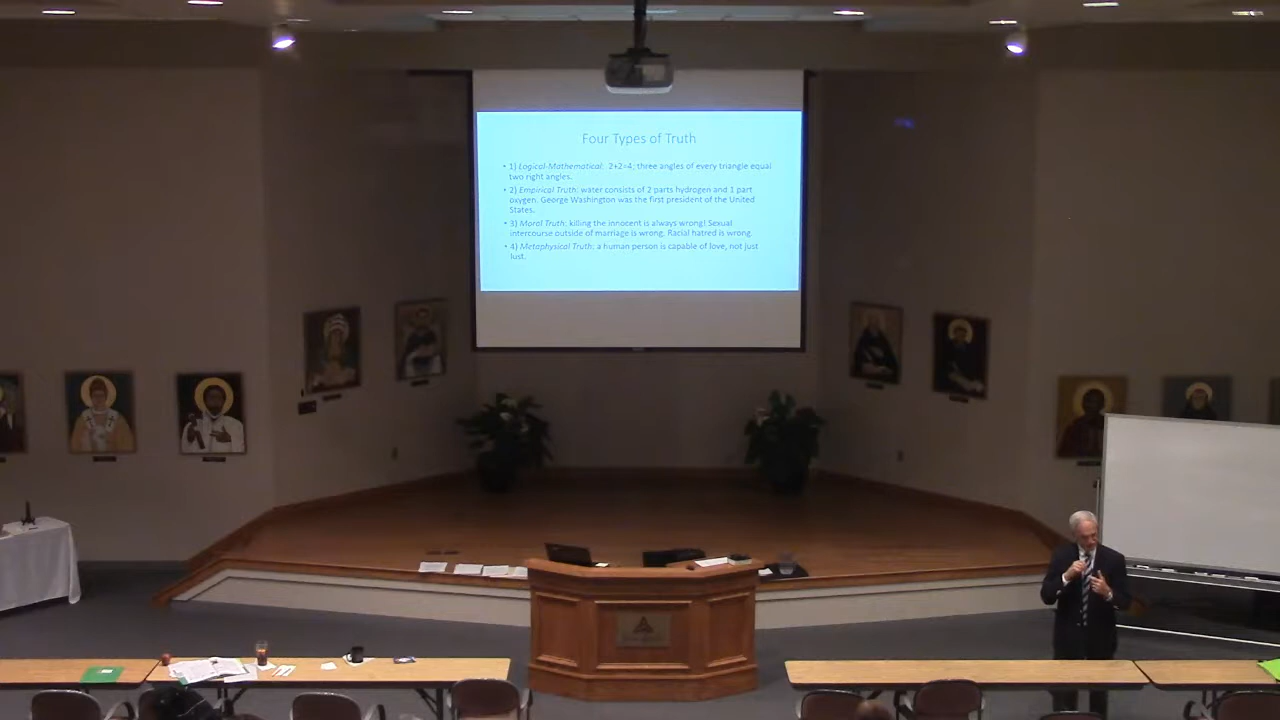 Four Types of Truth
• 1) Logical-Mathematical: 2+2=4; three angles of every triangle equal
two right angles.
• 2) Empirical Truth: water consists of 2 parts hydrogen and 1 part
oxygen. George Washington was the first president of the United
States.
• 3) Moral Truth: killing the innocent is always wrong! Sexual
intercourse outside of marriage is wrong. Racial hatred is wrong.
• 4) Metaphysical Truth: a human person is capable of love, not just
lust.